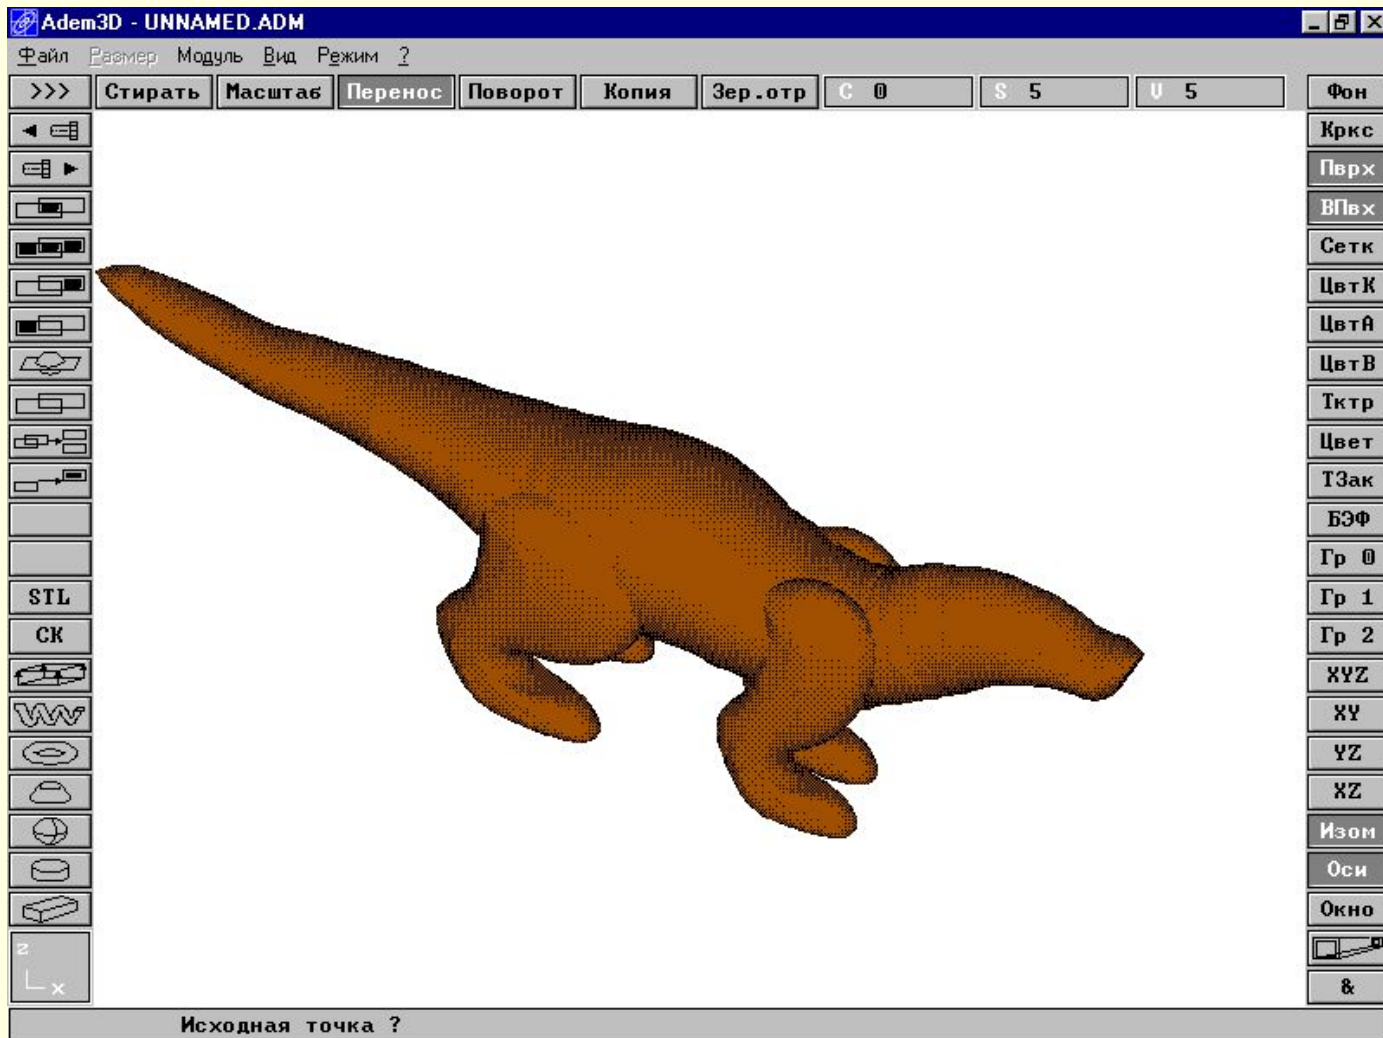 Adem3D - UNNAMED.ADM
Файл Размер Модуль Вид Режим ?
>>> Стирать Масштаб Перенос Поворот Копия Зер.отр C 0 S 5 V 5 Фон
Кркс
Пврх
ВПвх
Сетк
ЦвтК
ЦвтА
ЦвтВ
Тктр
Цвет
ТЗак
БЭФ
Гр 0
STL Гр 1
СК Гр 2
XYZ
XY
YZ
XZ
Изом
Оси
Окно
z
x
&
Исходная точка ?